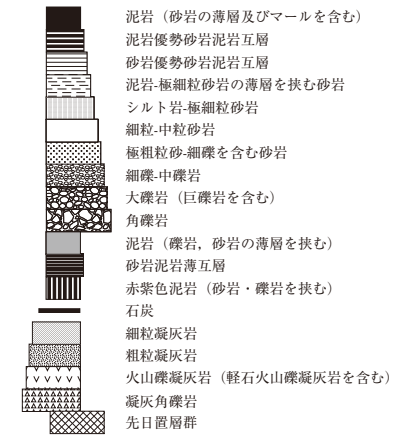 泥岩（砂岩の薄層及びマールを含む）
泥岩優勢砂岩泥岩互層
砂岩優勢砂岩泥岩互層
泥岩-極細粒砂岩の薄層を挟む砂岩
シルト岩-極細粒砂岩
細粒-中粒砂岩
極粗粒砂-細礫を含む砂岩
細礫-中礫岩
大礫岩（巨礫岩を含む）
角礫岩
泥岩（礫岩，砂岩の薄層を挟む）
砂岩泥岩薄互層
赤紫色泥岩（砂岩・礫岩を挟む）
石炭
細粒凝灰岩
粗粒凝灰岩
火山礫凝灰岩（軽石火山礫凝灰岩を含む）
凝灰角礫岩
先日置層群